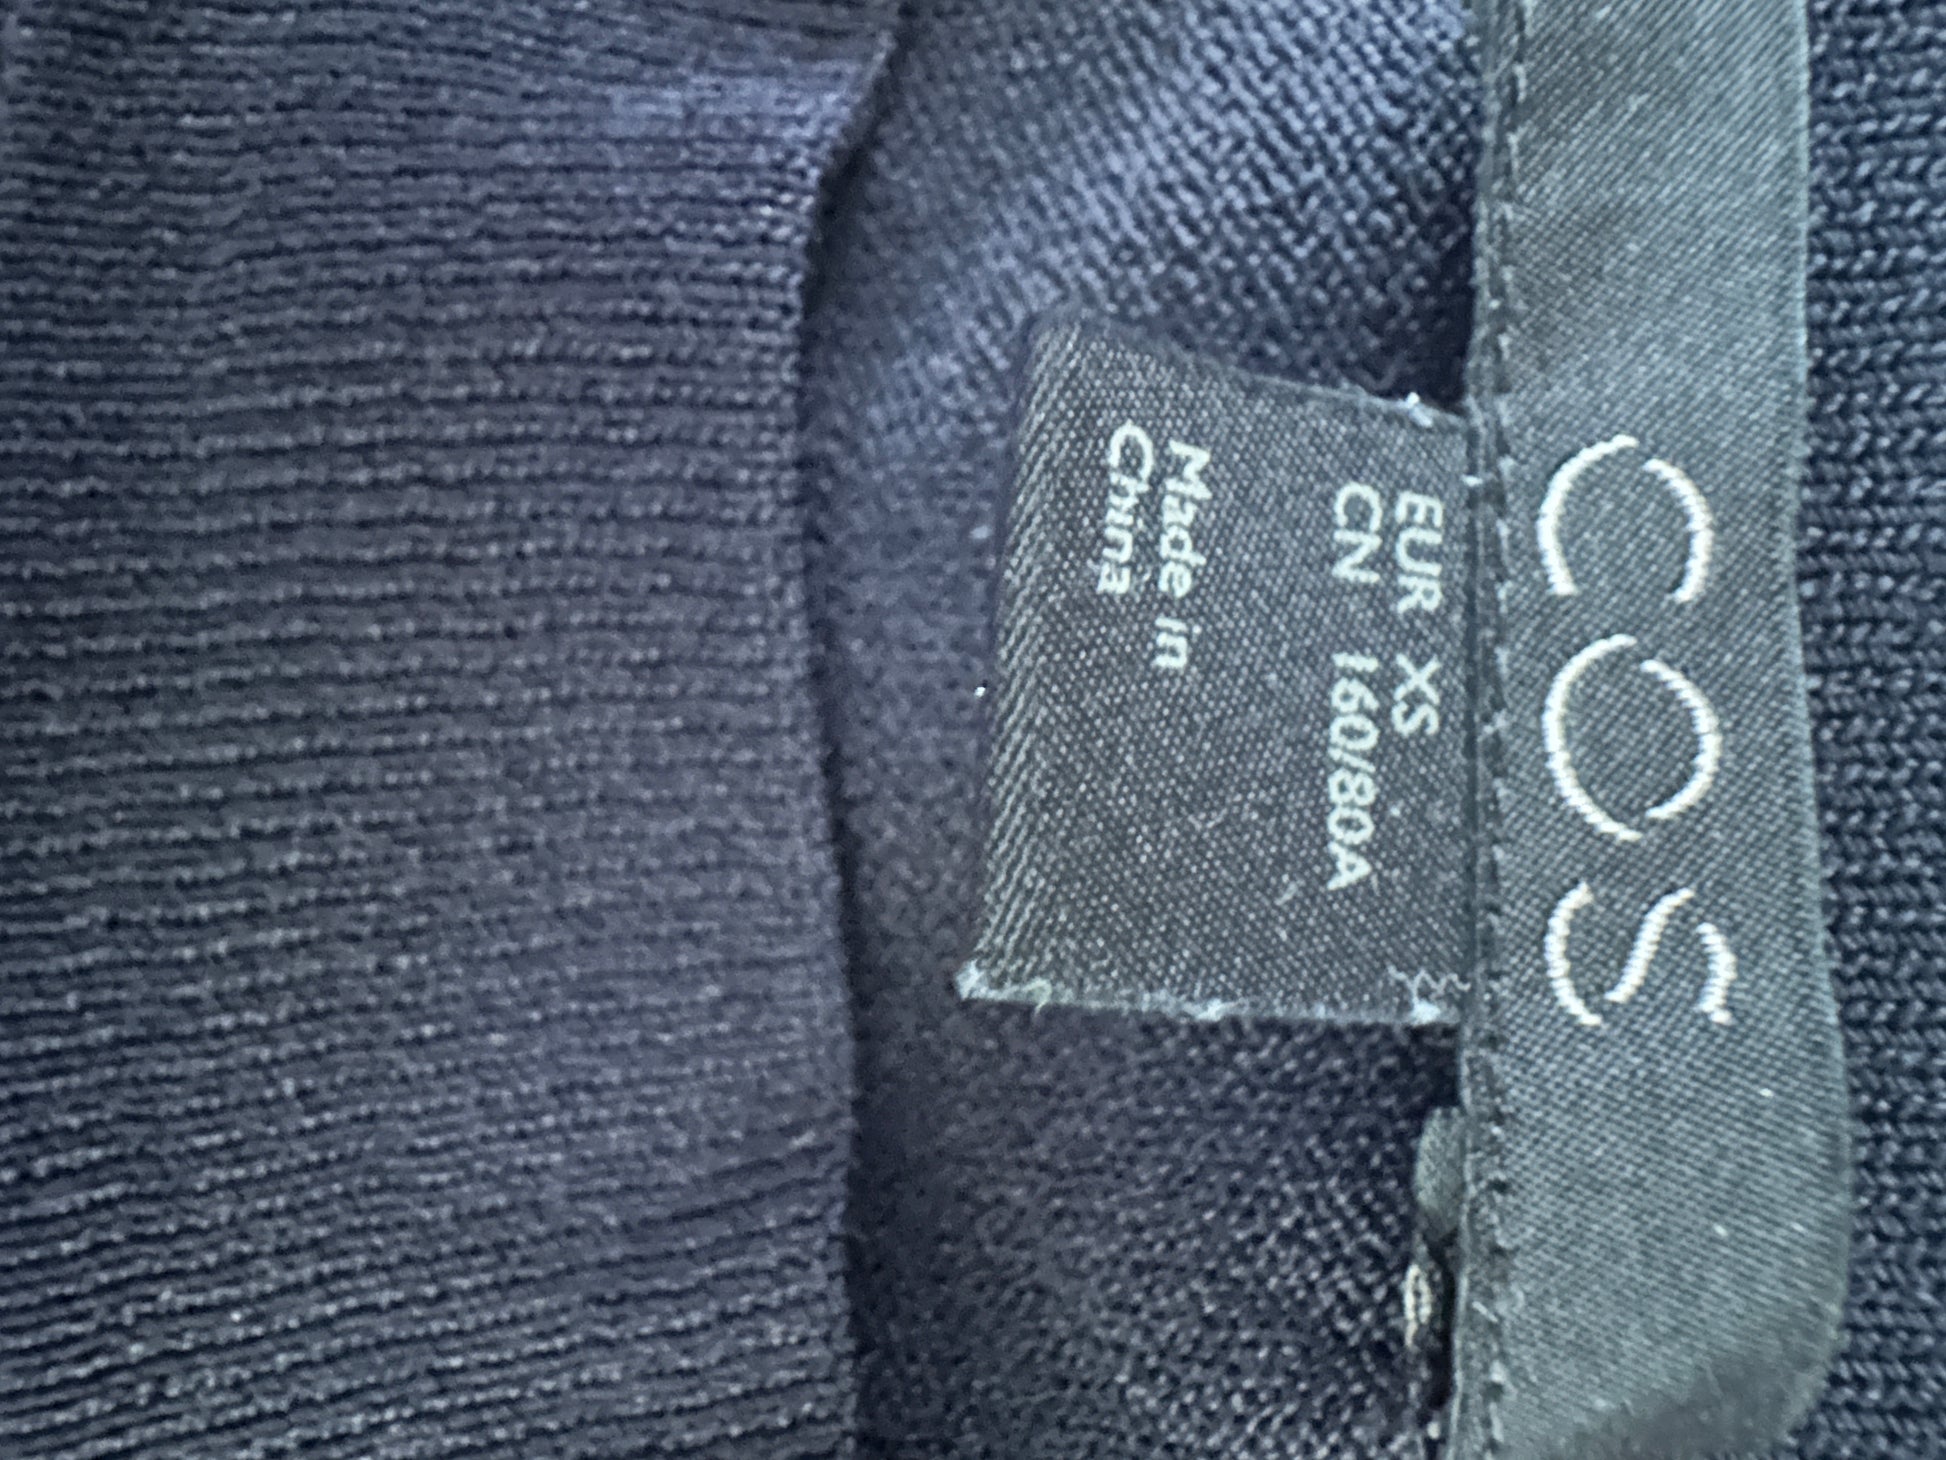 COS
EUR XS
CN 160/80A
Made in
China